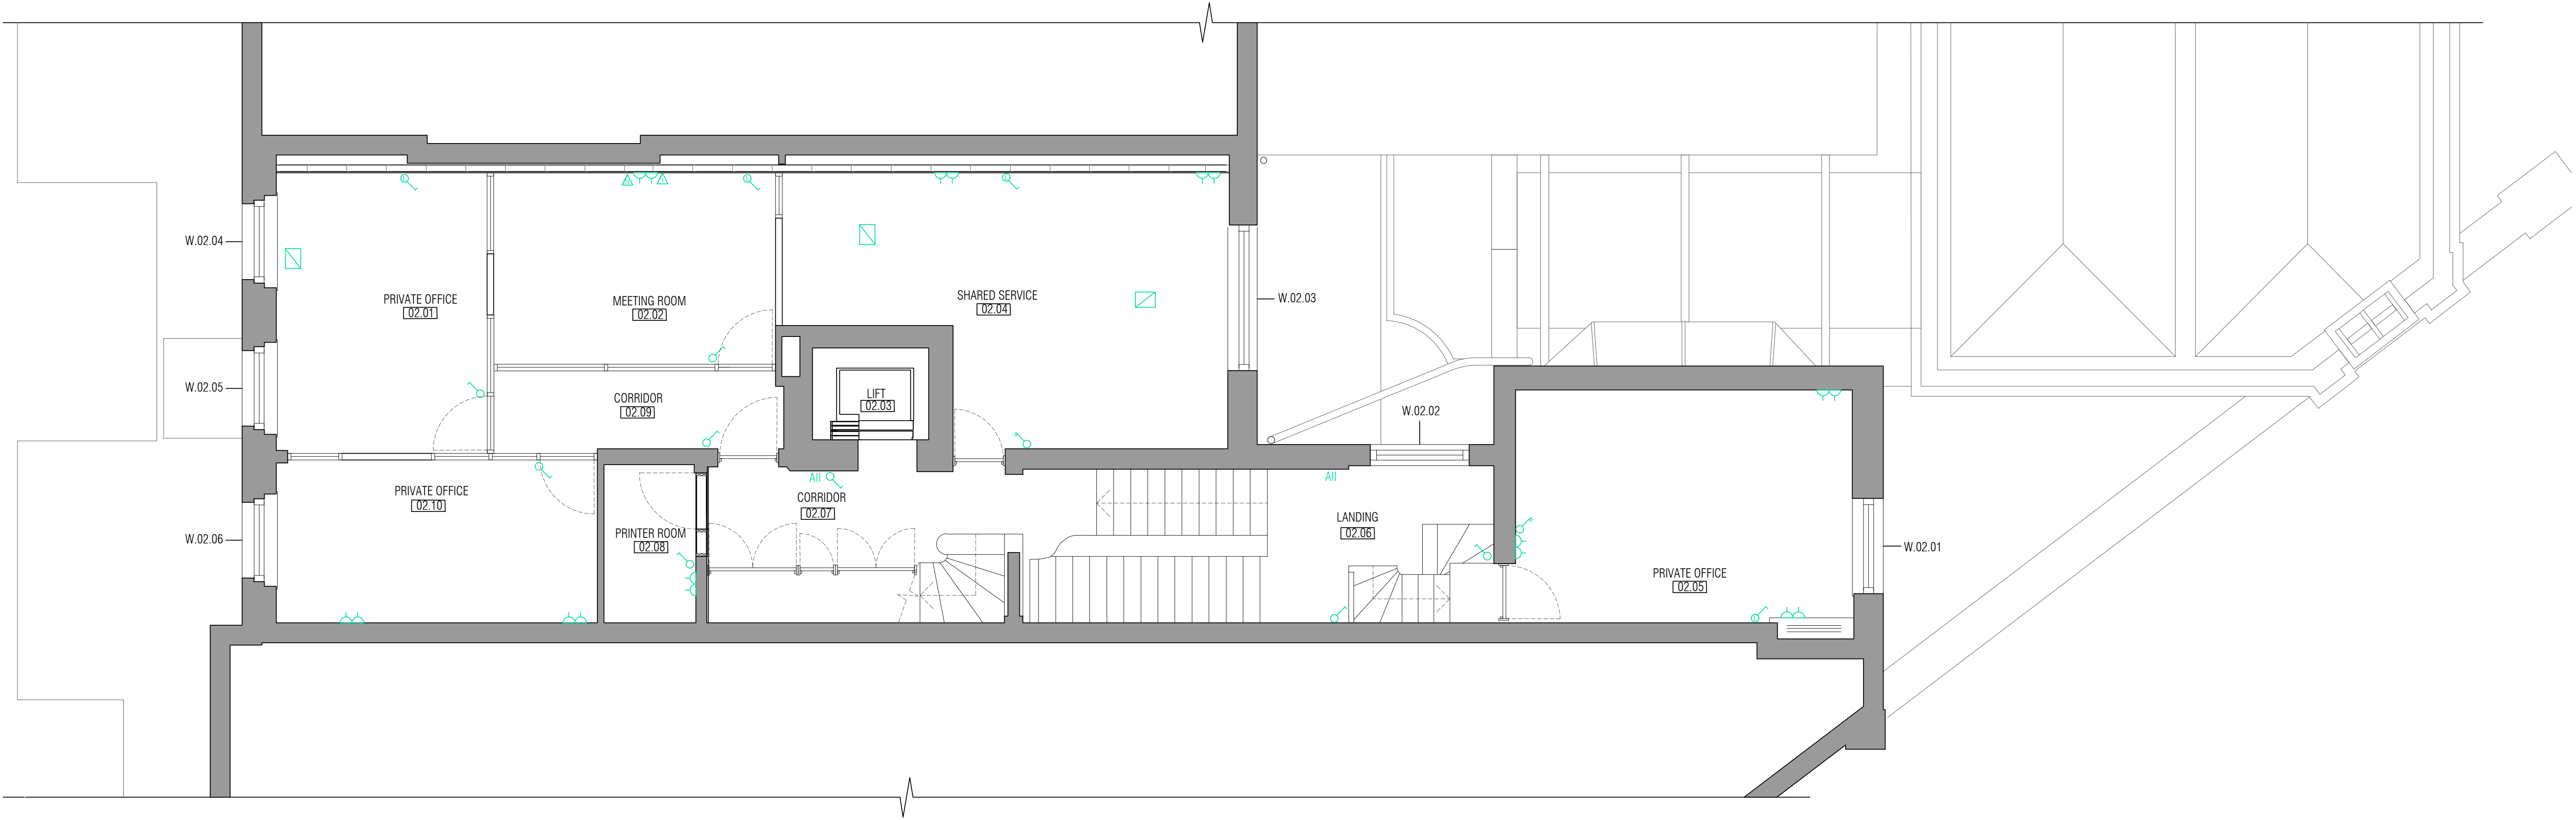 W.02.04
PRIVATE OFFICE
02.01
MEETING ROOM
02.02
SHARED SERVICE
02.04
W.02.03
W.02.05
CORRIDOR
02.09
LIFT
02.03
W.02.02
PRIVATE OFFICE
02.10
AII
CORRIDOR
02.07
AII
LANDING
02.06
W.02.06
PRINTER ROOM
02.08
W.02.01
PRIVATE OFFICE
02.05